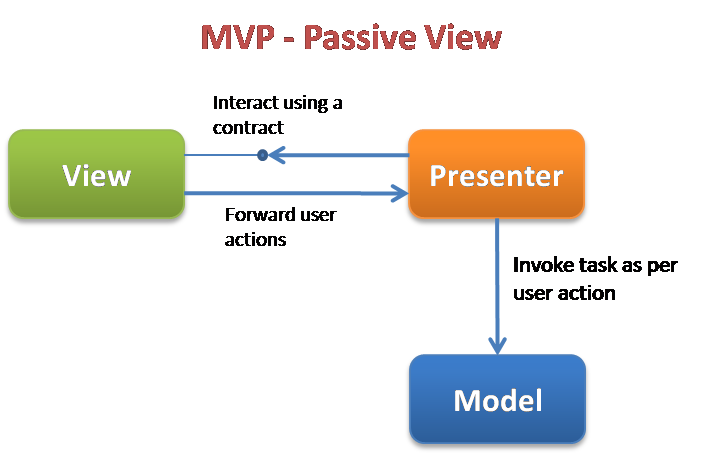 MVP - Passive View
Interact using a
contract
View
Presenter
Forward user
actions
Invoke task as per
user action
Model